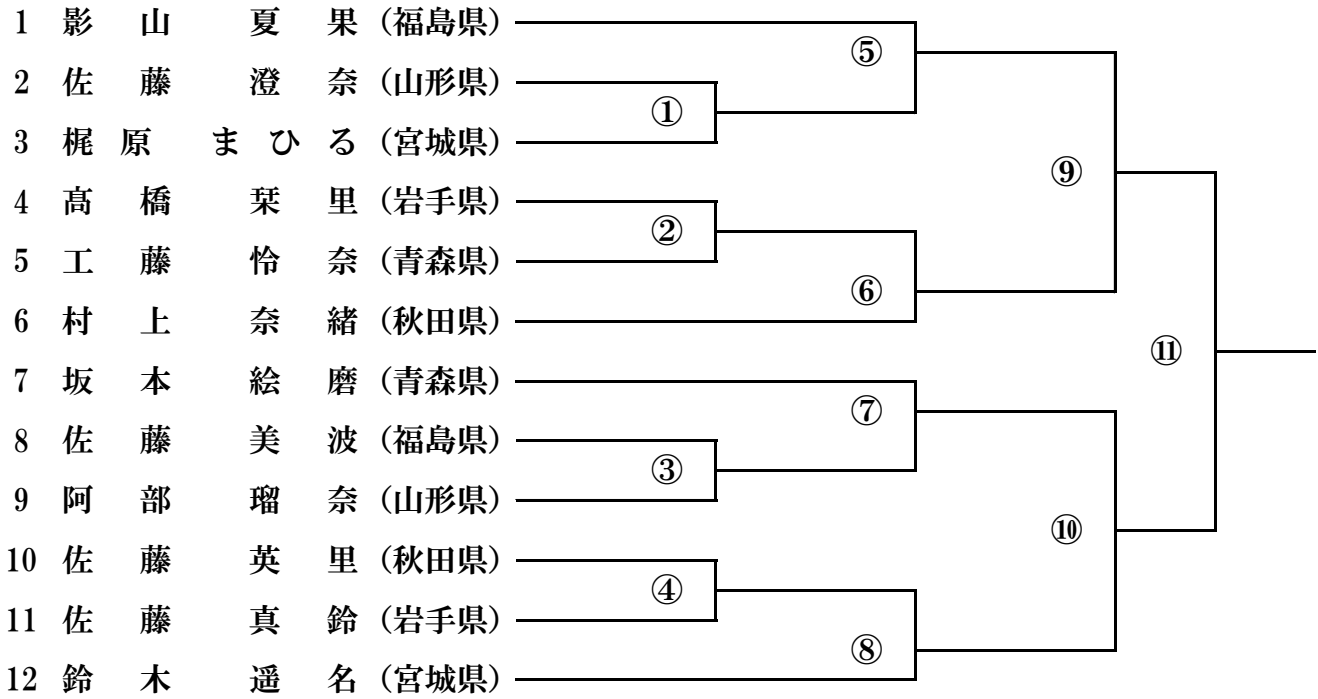 1 影山 夏果 (福島県)
⑤
2 佐藤 澄奈 (山形県)
①
3 梶原 まひる (宮城県)
⑨
4 髙橋 栞里 (岩手県)
②
5 工藤 怜奈 (青森県)
⑥
6 村上 奈緒 (秋田県)
⑪
7 坂本 絵磨 (青森県)
⑦
8 佐藤 美波 (福島県)
③
9 阿部 瑠奈 (山形県)
⑩
10 佐藤 英里 (秋田県)
④
11 佐藤 真鈴 (岩手県)
⑧
12 鈴木 遥名 (宮城県)